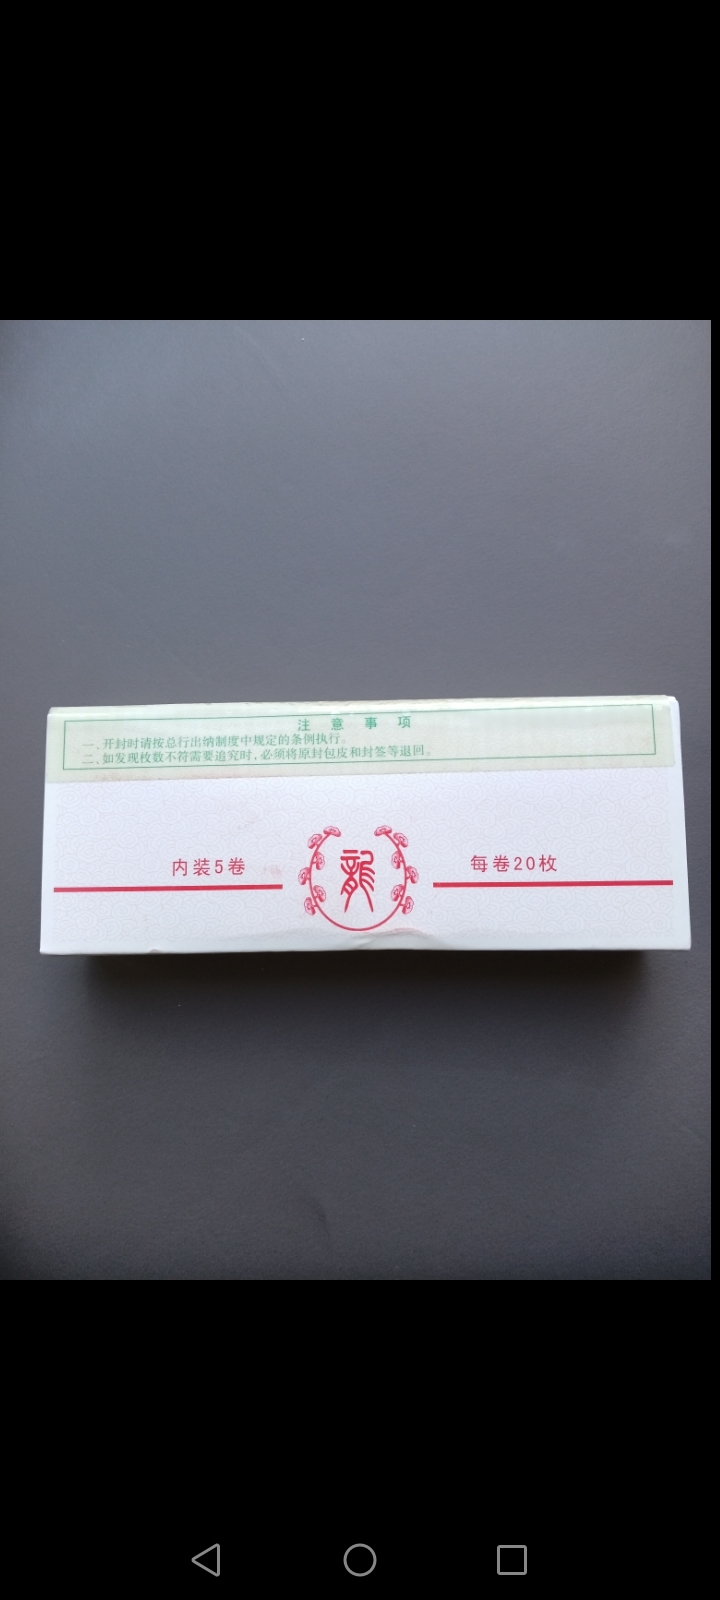 注意事项
一、开封时请按总行出纳制度中规定的条例执行。
二、如发现枚数不符需要追究时，必须将原封包皮和封签等退回。
内装5卷
龍
每卷20枚